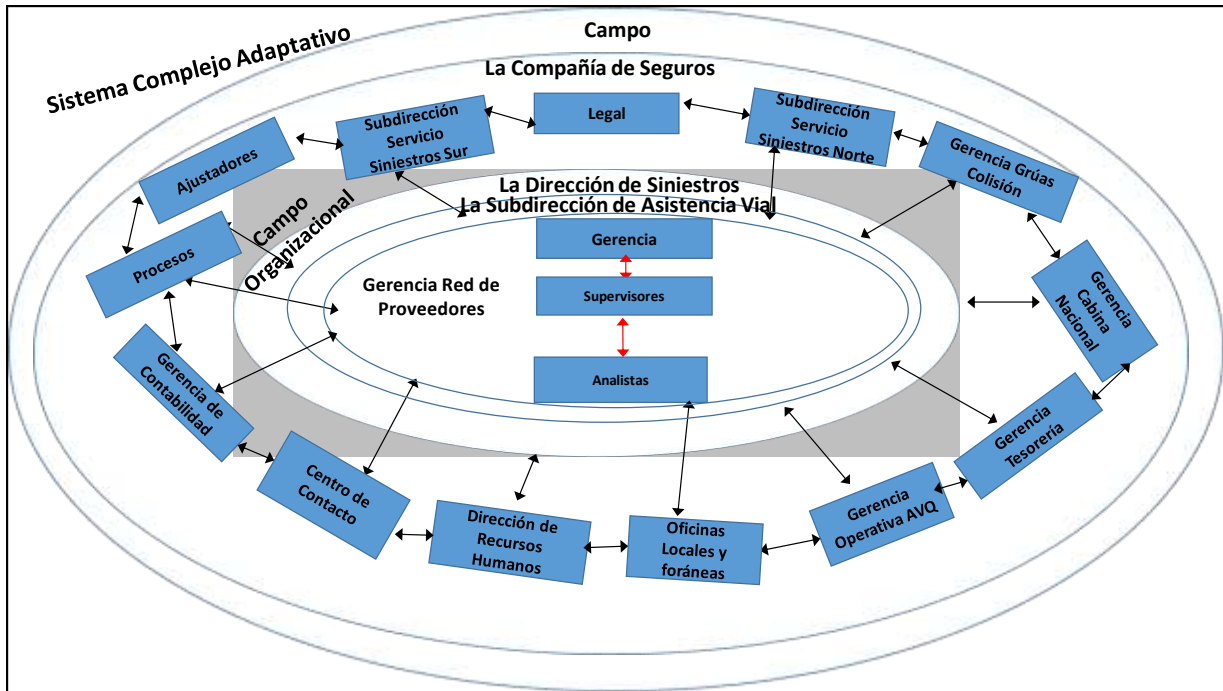 Sistema Complejo Adaptativo
Campo
La Compañía de Seguros
Ajustadores
Subdirección
Servicio
Siniestros Sur
Legal
Subdirección
Servicio
Siniestros Norte
Gerencia Grúas
Colisión
La Dirección de Siniestros
La Subdirección de Asistencia Vial
Campo
Organizacional
Procesos
Gerencia
Gerencia Red de
Proveedores
Supervisores
Analistas
Gerencia
Cabina
Nacional
Gerencia de
Contabilidad
Gerencia
Tesorería
Centro de
Contacto
Dirección de
Recursos
Humanos
Oficinas
Locales y
foráneas
Gerencia
Operativa AVQ